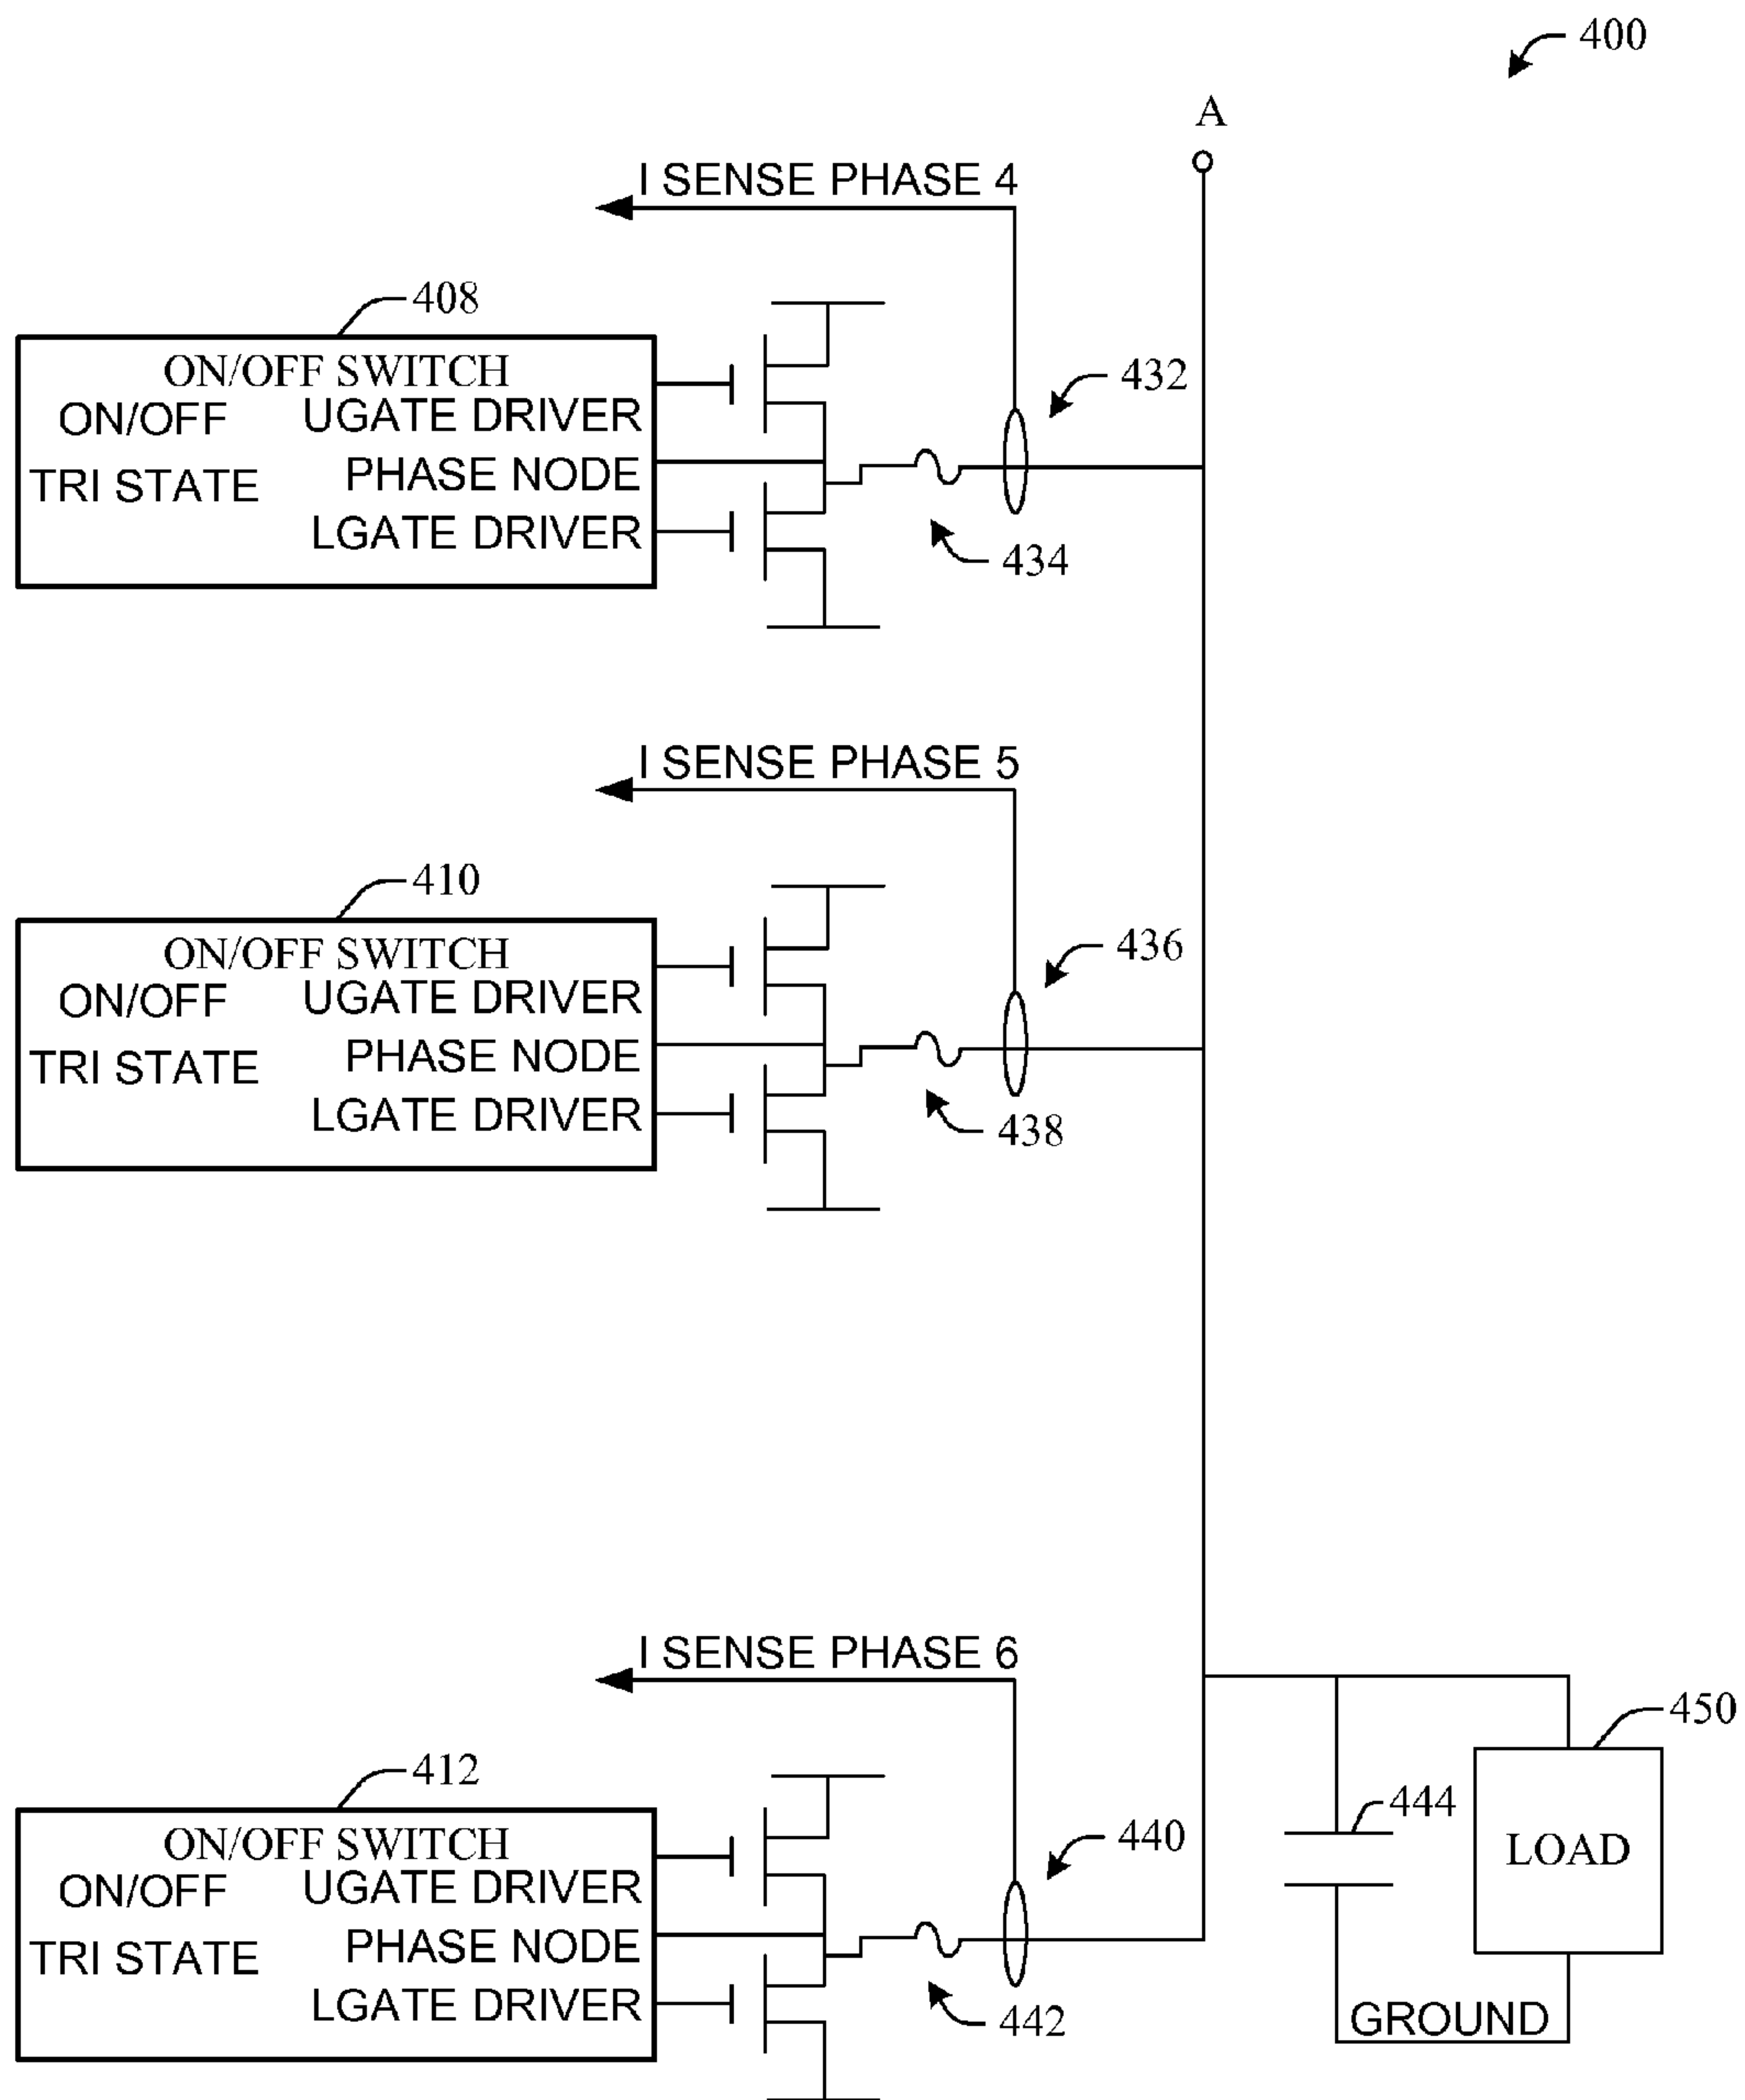 400
A
I SENSE PHASE 4
408
ON/OFF SWITCH
ON/OFF UGATE DRIVER
TRI STATE PHASE NODE
LGATE DRIVER
432
434
I SENSE PHASE 5
410
ON/OFF SWITCH
ON/OFF UGATE DRIVER
TRI STATE PHASE NODE
LGATE DRIVER
436
438
I SENSE PHASE 6
412
ON/OFF SWITCH
ON/OFF UGATE DRIVER
TRI STATE PHASE NODE
LGATE DRIVER
440
442
450
444
LOAD
GROUND